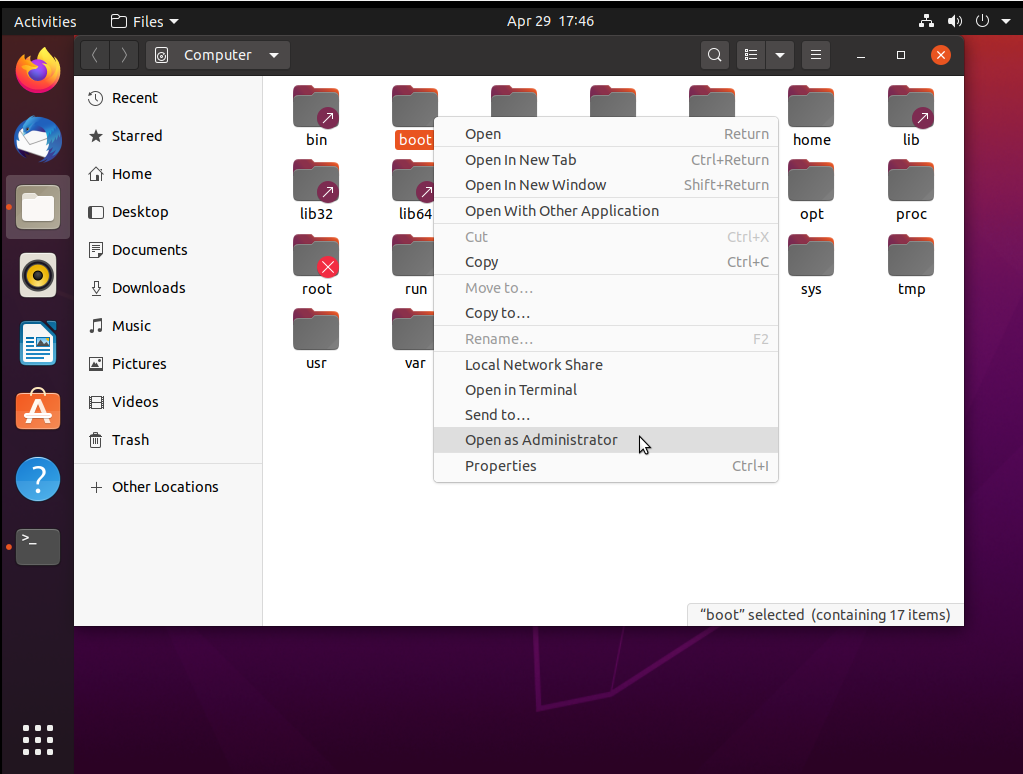 Activities Files Apr 29 17:46
Computer
Recent
Starred
Home
Desktop
Documents
Downloads
Music
Pictures
Videos
Trash
+ Other Locations
bin boot home lib
lib32 lib64 opt proc
root run sys tmp
usr var
Open Return
Open In New Tab Ctrl+Return
Open In New Window Shift+Return
Open With Other Application
Cut Ctrl+X
Copy Ctrl+C
Move to…
Copy to…
Rename… F2
Local Network Share
Open in Terminal
Send to…
Open as Administrator
Properties Ctrl+I
“boot” selected (containing 17 items)
?
>_